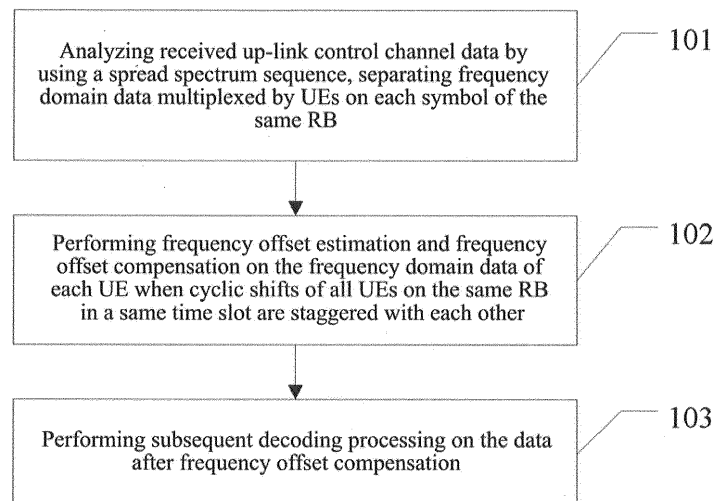 Analyzing received up-link control channel data by
using a spread spectrum sequence, separating frequency
domain data multiplexed by UEs on each symbol of the
same RB
101
Performing frequency offset estimation and frequency
offset compensation on the frequency domain data of
each UE when cyclic shifts of all UEs on the same RB
in a same time slot are staggered with each other
102
Performing subsequent decoding processing on the data
after frequency offset compensation
103